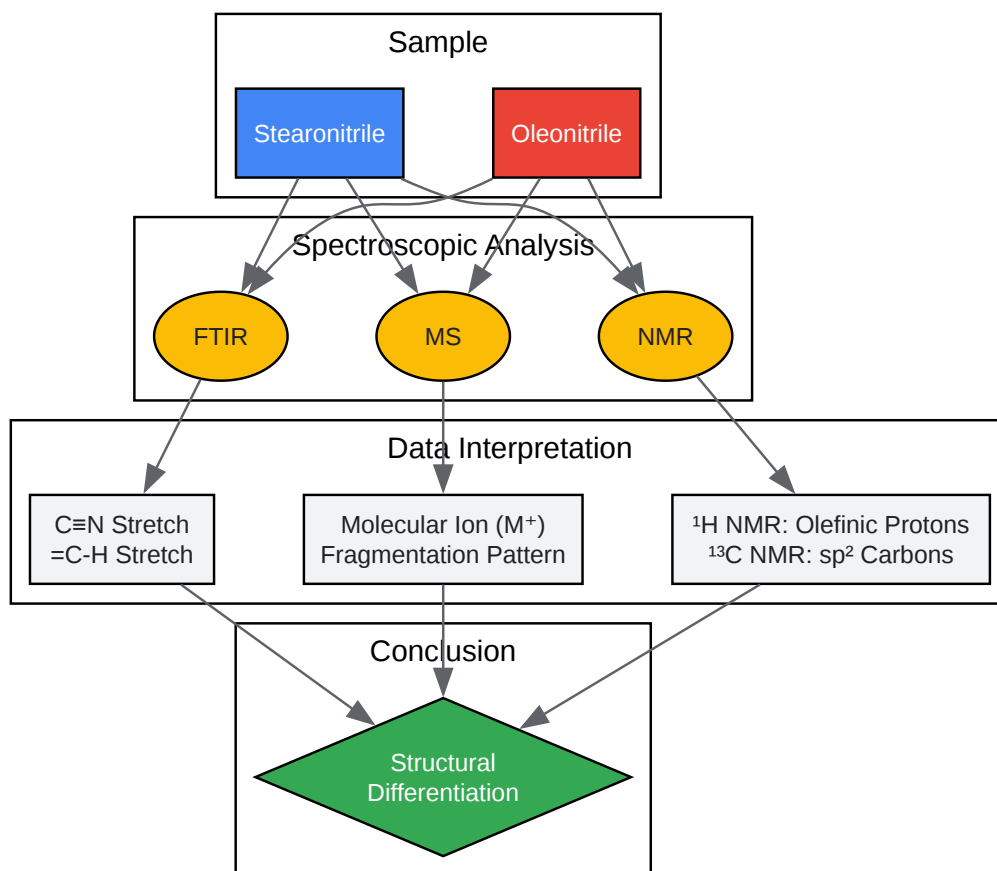 Sample
Stearonitrile
Oleonitrile
Spectroscopic Analysis
FTIR
MS
NMR
Data Interpretation
C≡N Stretch
=C-H Stretch
Molecular Ion (M⁺)
Fragmentation Pattern
¹H NMR: Olefinic Protons
¹³C NMR: sp² Carbons
Conclusion
Structural
Differentiation